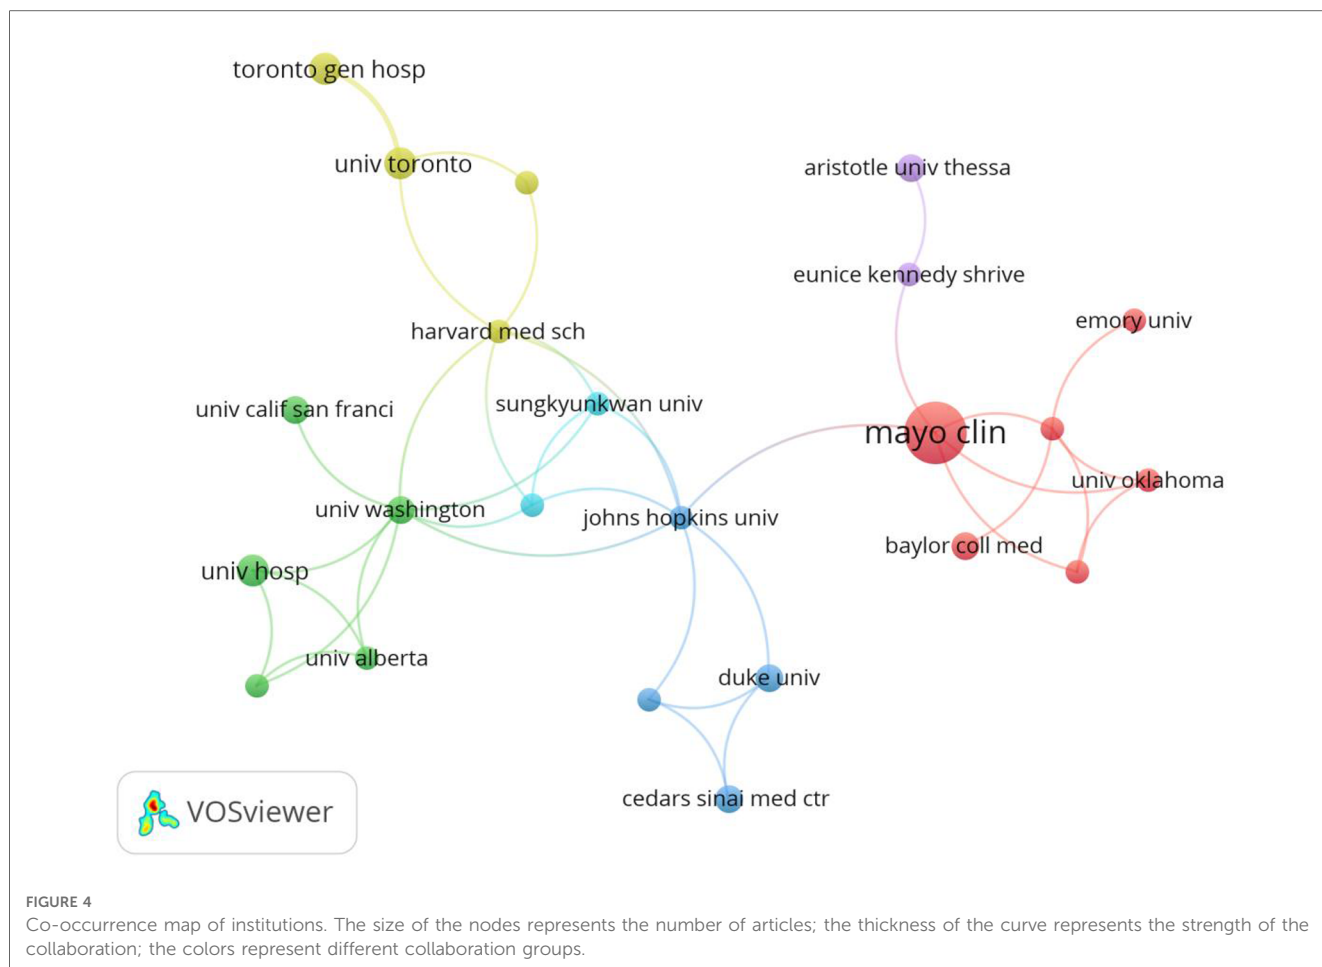 toronto gen hosp
univ toronto
aristotle univ thessa
eunice kennedy shrive
emory univ
harvard med sch
univ calif san franci
sungkyunkwan univ
mayo clin
univ oklahoma
univ washington
johns hopkins univ
baylor coll med
univ hosp
univ alberta
duke univ
cedars sinai med ctr
VOSviewer
FIGURE 4
Co-occurrence map of institutions. The size of the nodes represents the number of articles; the thickness of the curve represents the strength of the
collaboration; the colors represent different collaboration groups.